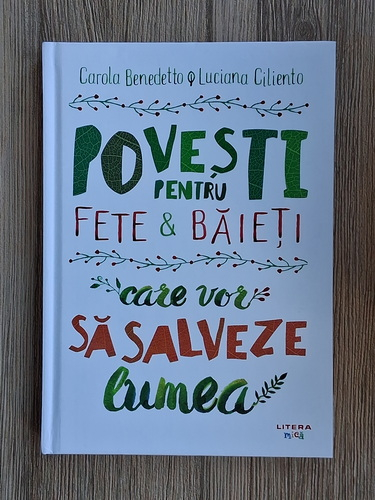 Carola Benedetto Luciana Ciliento
POVEȘTI
PENTRU
FETE & BĂIEȚI
care vor
SĂ SALVEZE
lumea
LITERA
mică